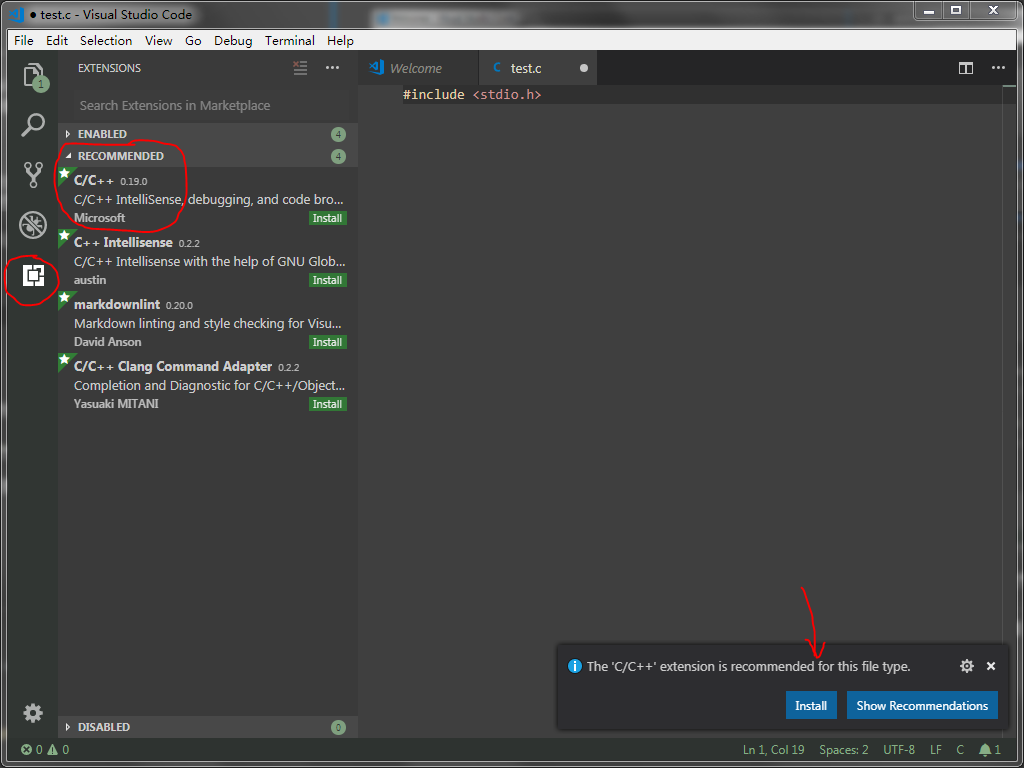 ● test.c - Visual Studio Code
File Edit Selection View Go Debug Terminal Help
1
EXTENSIONS
Search Extensions in Marketplace
ENABLED 4
RECOMMENDED 4
C/C++ 0.19.0
C/C++ IntelliSense, debugging, and code bro...
Microsoft Install
C++ Intellisense 0.2.2
C/C++ Intellisense with the help of GNU Glob...
austin Install
markdownlint 0.20.0
Markdown linting and style checking for Visu...
David Anson Install
C/C++ Clang Command Adapter 0.2.2
Completion and Diagnostic for C/C++/Object...
Yasuaki MITANI Install
DISABLED 0
Welcome C test.c ●
#include <stdio.h>
The 'C/C++' extension is recommended for this file type.
Install Show Recommendations
0 0 Ln 1, Col 19 Spaces: 2 UTF-8 LF C 1